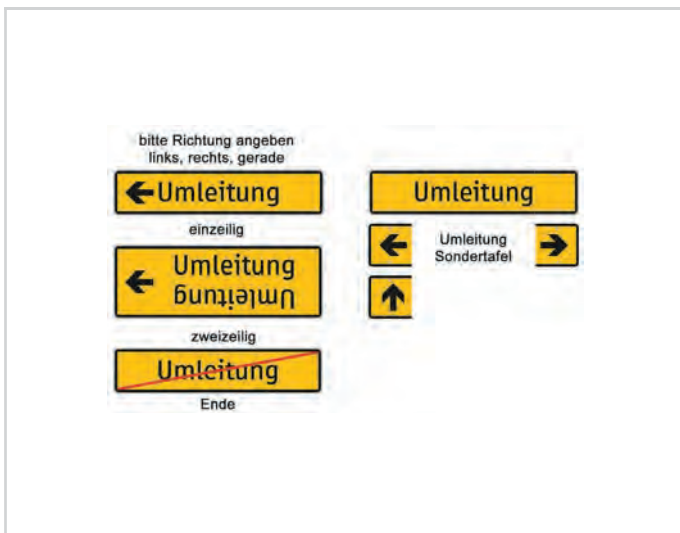 bitte Richtung angeben
links, rechts, gerade
Umleitung
einzeilig
Umleitung
Umleitung
zweizeilig
Umleitung
Ende
Umleitung
Umleitung
Sondertafel